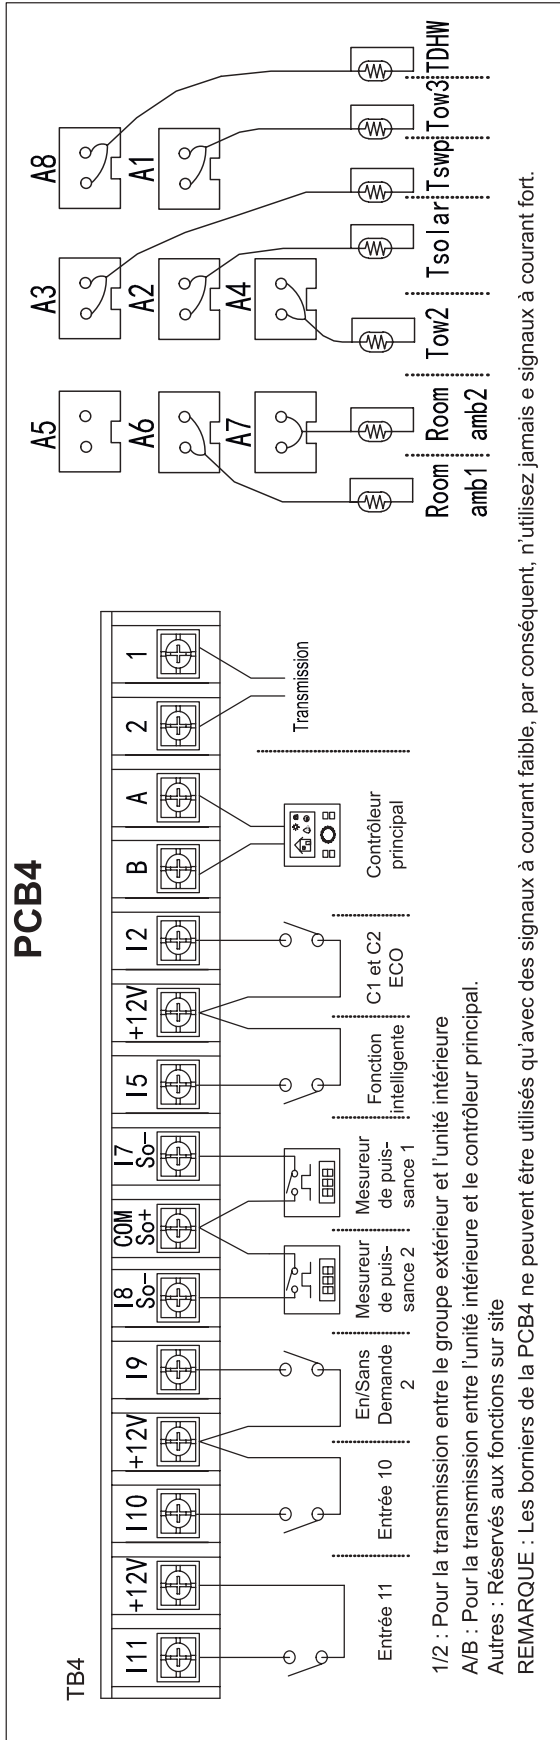 PCB4
TB4
I11
+12V
I10
+12V
I9
I8
So-
COM
So+
I7
So-
I5
+12V
I2
B
A
2
1
Entrée 11
Entrée 10
En/Sans
Demande
2
Mesureur
de puis-
sance 2
Mesureur
de puis-
sance 1
Fonction
intelligente
C1 et C2
ECO
Contrôleur
principal
Transmission
A5
A3
A8
A6
A2
A1
A7
A4
Room
amb1
Room
amb2
Tow2
Tsolar
Tswp
Tow3
TDHW
1/2 : Pour la transmission entre le groupe extérieur et l'unité intérieure
A/B : Pour la transmission entre l'unité intérieure et le contrôleur principal.
Autres : Réservés aux fonctions sur site
REMARQUE : Les borniers de la PCB4 ne peuvent être utilisés qu'avec des signaux à courant faible, par conséquent, n'utilisez jamais e signaux à courant fort.